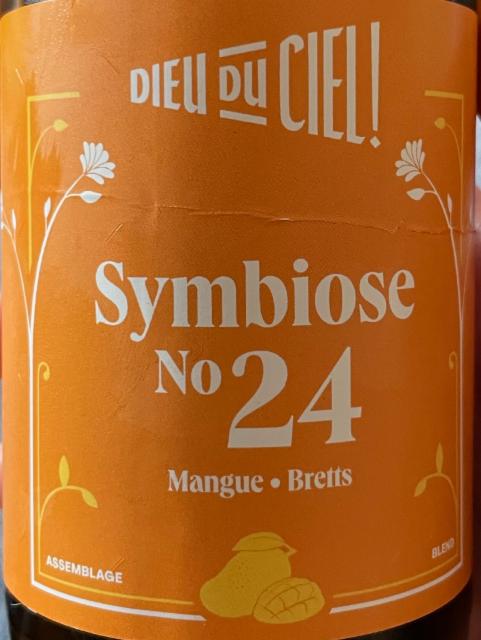 DIEU DU CIEL!
Symbiose
No 24
Mangue • Bretts
ASSEMBLAGE
BLEND